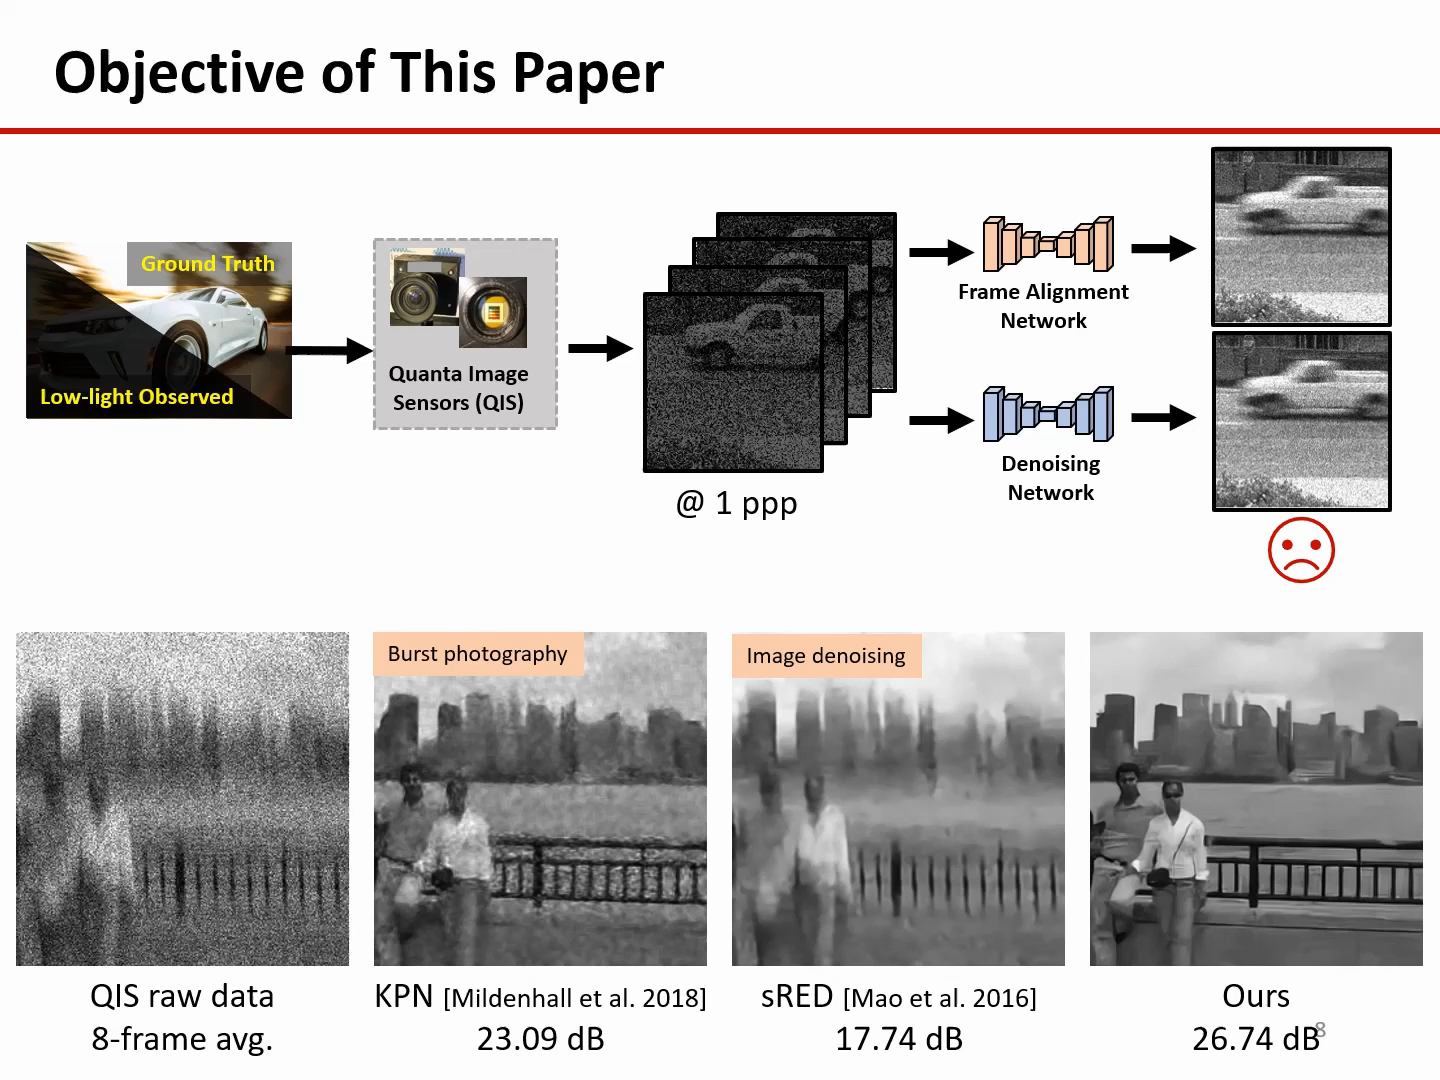 Objective of This Paper
Ground Truth
Low-light Observed
Quanta Image
Sensors (QIS)
@ 1 ppp
Frame Alignment
Network
Denoising
Network
Burst photography
Image denoising
QIS raw data
8-frame avg.
KPN [Mildenhall et al. 2018]
23.09 dB
sRED [Mao et al. 2016]
17.74 dB
Ours
26.74 dB
8